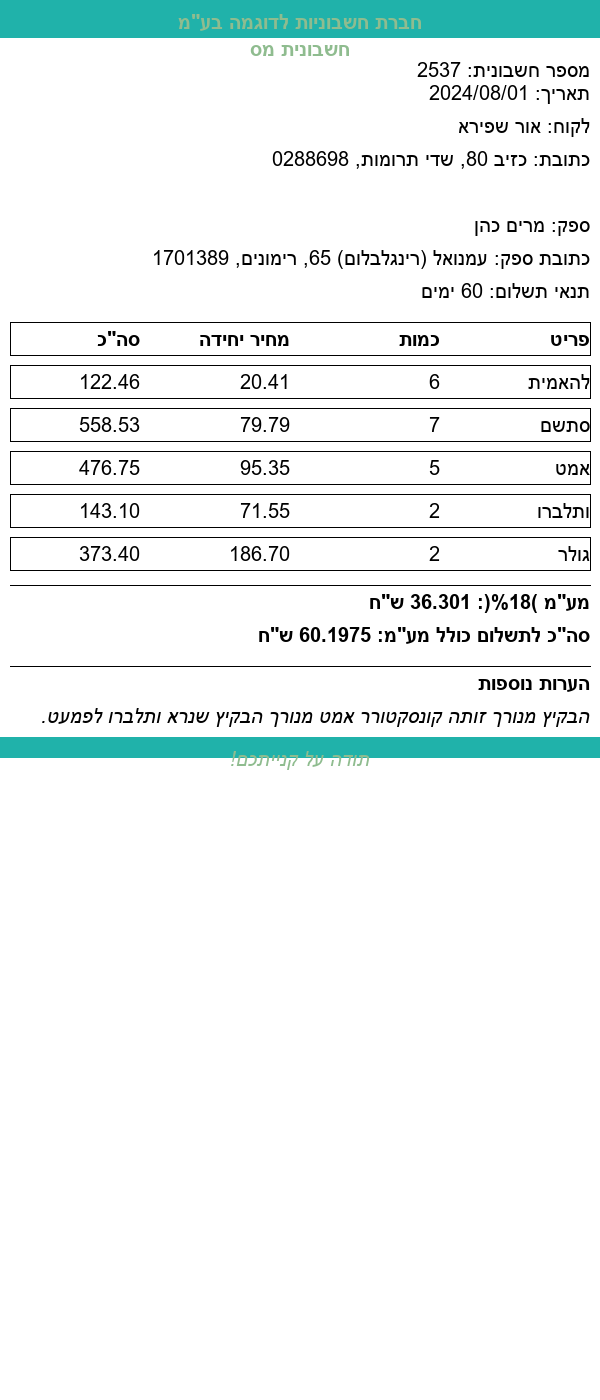 חברת חשבוניות לדוגמה בע"מ
חשבונית מס
מספר חשבונית: 2537
תאריך: 2024/08/01
לקוח: אור שפירא
כתובת: כזיב 80, שדי תרומות, 0288698
ספק: מרים כהן
כתובת ספק: עמנואל (רינגלבלום) 65, רימונים, 1701389
תנאי תשלום: 60 ימים
פריט כמות מחיר יחידה סה"כ
להאמית 6 20.41 122.46
סתשם 7 79.79 558.53
אמט 5 95.35 476.75
ותלברו 2 71.55 143.10
גולר 2 186.70 373.40
מע"מ )18%(: 36.301 ש"ח
סה"כ לתשלום כולל מע"מ: 60.1975 ש"ח
הערות נוספות
הבקיץ מנורך זותה קונסקטורר אמט מנורך הבקיץ שנרא ותלברו לפמעט.
תודה על קנייתכם!